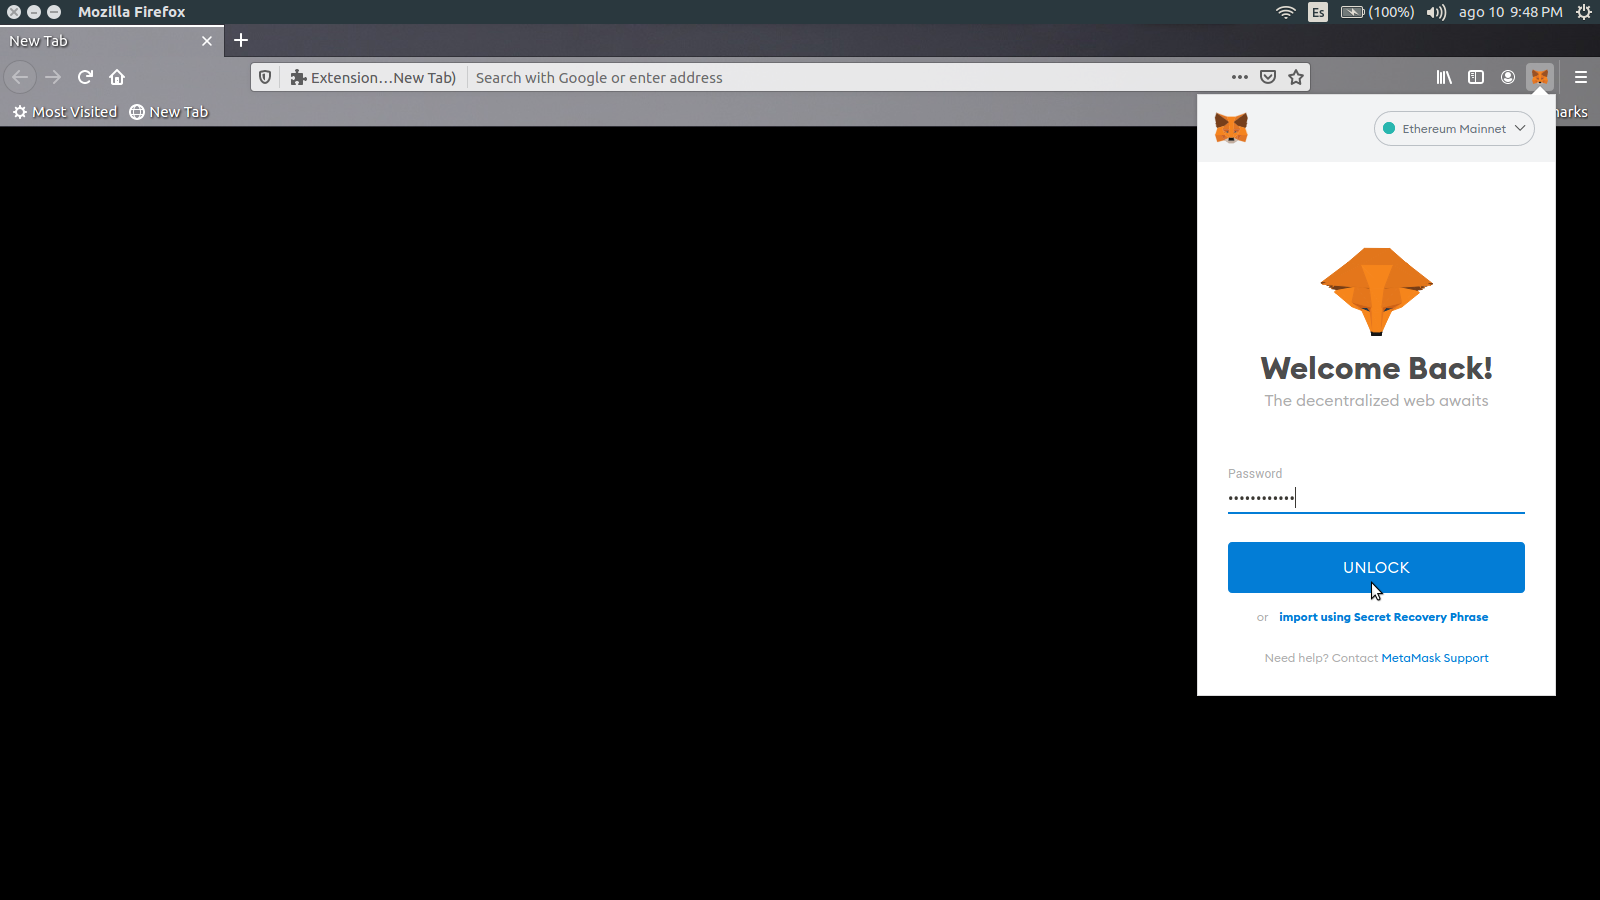 Mozilla Firefox
Es (100%) ago 10 9:48 PM
New Tab
Extension...New Tab) Search with Google or enter address
Most Visited New Tab arks
Ethereum Mainnet
Welcome Back!
The decentralized web awaits
Password
••••••••••••
UNLOCK
or import using Secret Recovery Phrase
Need help? Contact MetaMask Support